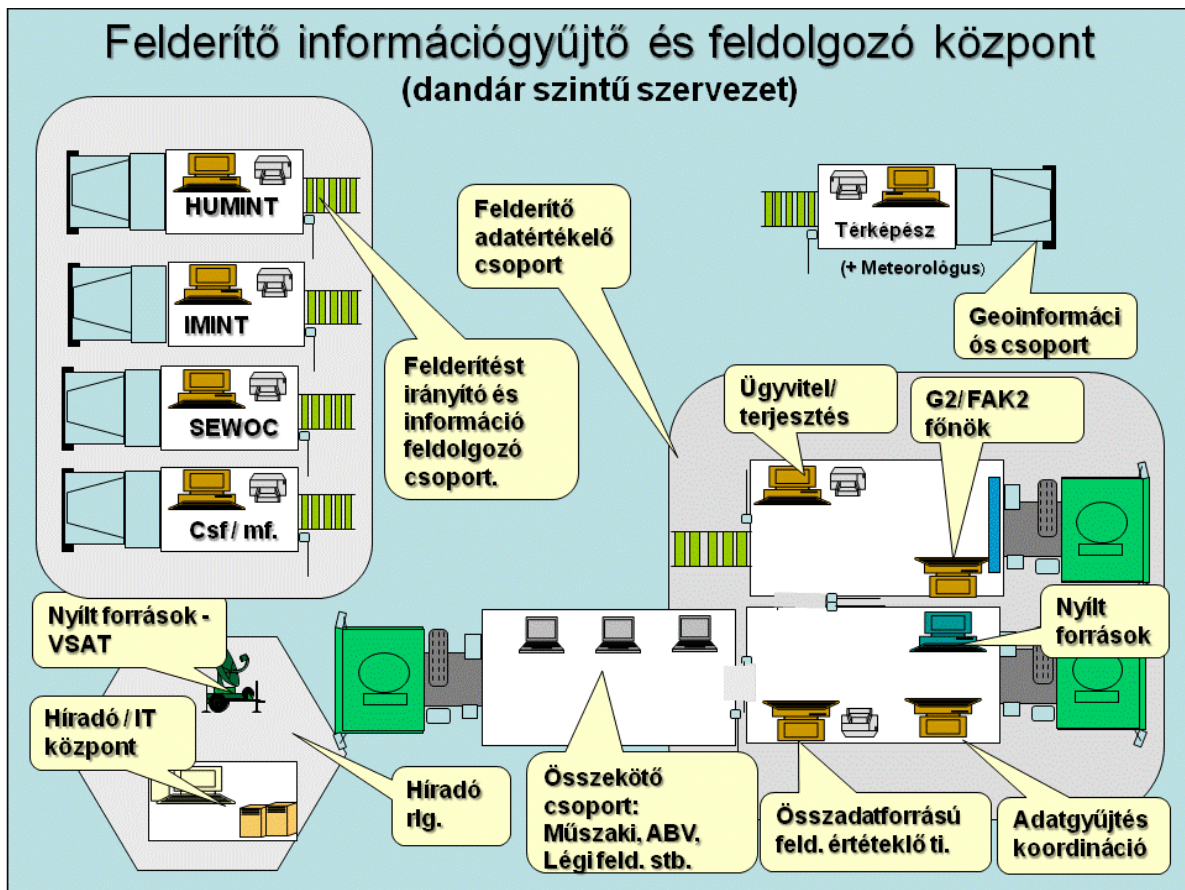 Felderítő információgyűjtő és feldolgozó központ
(dandár szintű szervezet)
HUMINT
IMINT
SEWOC
Csf / mf.
Felderítést
irányító és
információ
feldolgozó
csoport.
Felderítő
adatértékelő
csoport
Térképész
(+ Meteorológus)
Geoinformáci
ós csoport
Ügyvitel/
terjesztés
G2/ FAK2
főnök
Nyílt
források
Nyílt források -
VSAT
Híradó / IT
központ
Híradó
rlg.
Összekötő
csoport:
Műszaki, ABV,
Légi feld. stb.
Összadatforrású
feld. értéteklő ti.
Adatgyűjtés
koordináció